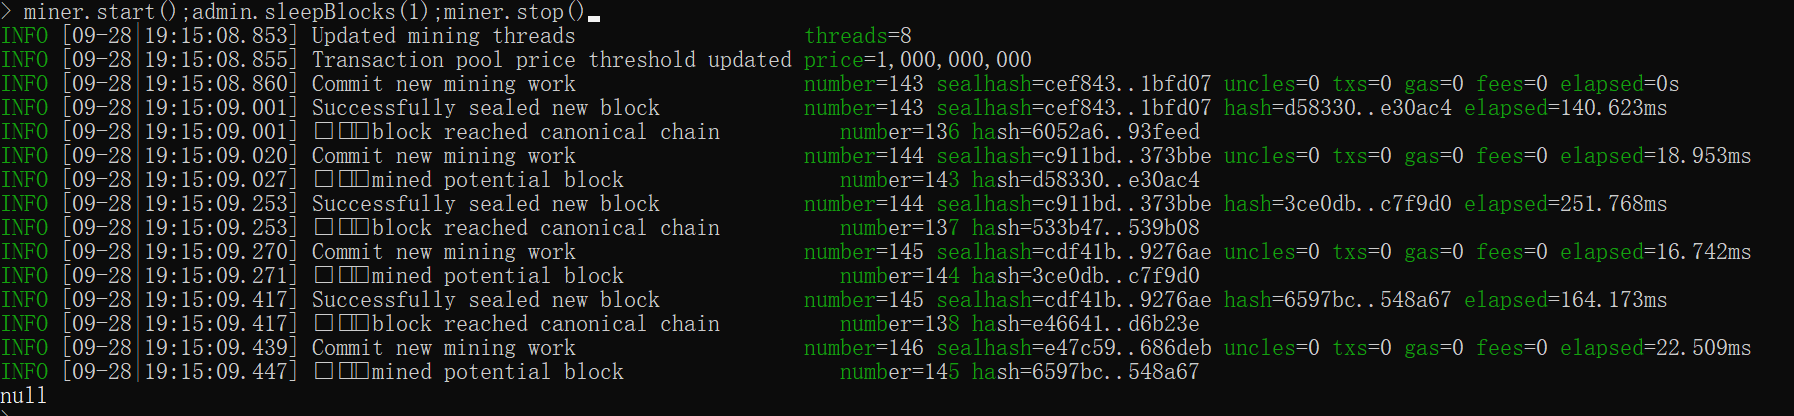 > miner.start();admin.sleepBlocks(1);miner.stop()
INFO [09-28|19:15:08.853] Updated mining threads threads=8
INFO [09-28|19:15:08.855] Transaction pool price threshold updated price=1,000,000,000
INFO [09-28|19:15:08.860] Commit new mining work number=143 sealhash=cef843..1bfd07 uncles=0 txs=0 gas=0 fees=0 elapsed=0s
INFO [09-28|19:15:09.001] Successfully sealed new block number=143 sealhash=cef843..1bfd07 hash=d58330..e30ac4 elapsed=140.623ms
INFO [09-28|19:15:09.001] □□□□block reached canonical chain number=136 hash=6052a6..93feed
INFO [09-28|19:15:09.020] Commit new mining work number=144 sealhash=c911bd..373bbe uncles=0 txs=0 gas=0 fees=0 elapsed=18.953ms
INFO [09-28|19:15:09.027] □□□□mined potential block number=143 hash=d58330..e30ac4
INFO [09-28|19:15:09.253] Successfully sealed new block number=144 sealhash=c911bd..373bbe hash=3ce0db..c7f9d0 elapsed=251.768ms
INFO [09-28|19:15:09.253] □□□□block reached canonical chain number=137 hash=533b47..539b08
INFO [09-28|19:15:09.270] Commit new mining work number=145 sealhash=cdf41b..9276ae uncles=0 txs=0 gas=0 fees=0 elapsed=16.742ms
INFO [09-28|19:15:09.271] □□□□mined potential block number=144 hash=3ce0db..c7f9d0
INFO [09-28|19:15:09.417] Successfully sealed new block number=145 sealhash=cdf41b..9276ae hash=6597bc..548a67 elapsed=164.173ms
INFO [09-28|19:15:09.417] □□□□block reached canonical chain number=138 hash=e46641..d6b23e
INFO [09-28|19:15:09.439] Commit new mining work number=146 sealhash=e47c59..686deb uncles=0 txs=0 gas=0 fees=0 elapsed=22.509ms
INFO [09-28|19:15:09.447] □□□□mined potential block number=145 hash=6597bc..548a67
null